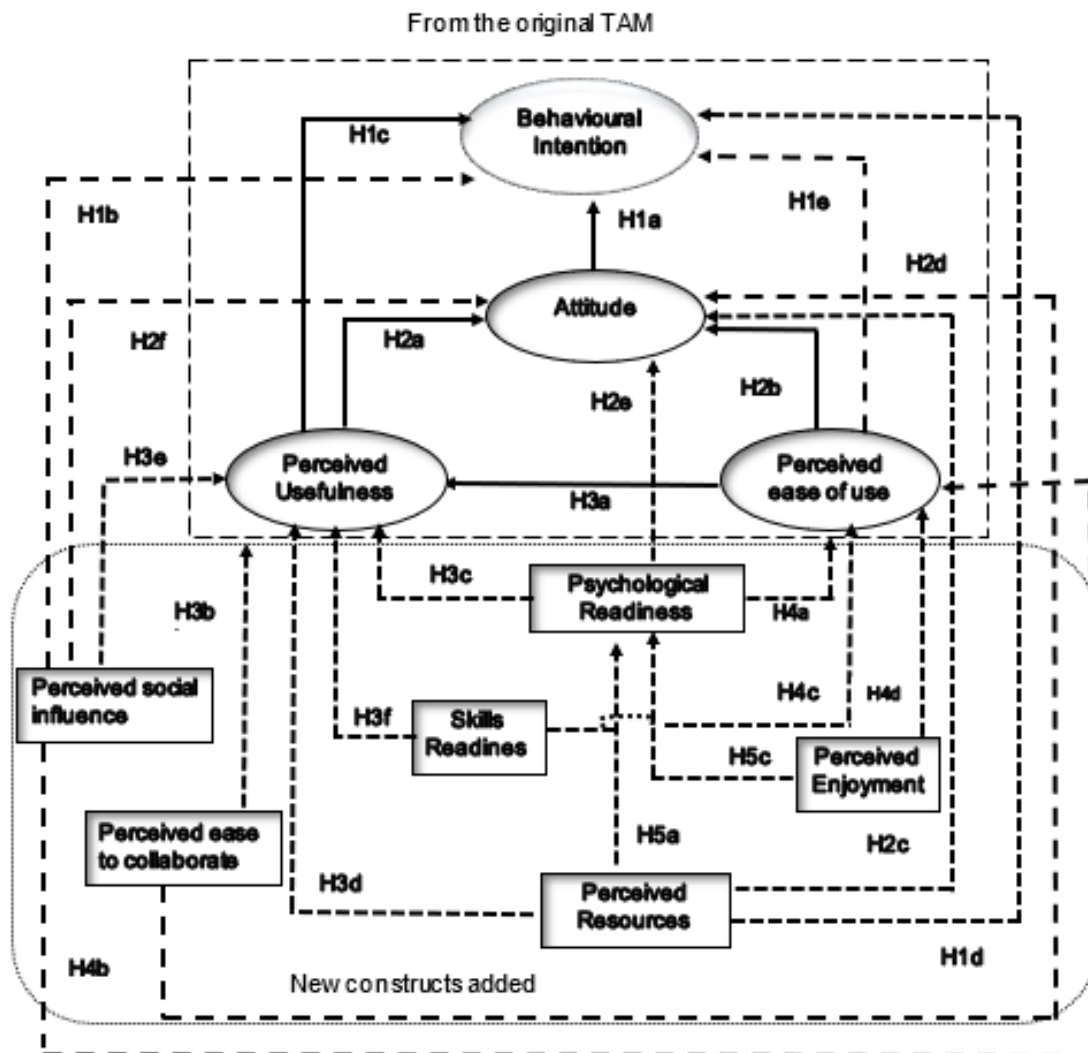 From the original TAM
Behavioural
Intention
H1c
H1b
H1a
H1e
H2d
Attitude
H2f
H2a
H2e
H2b
H3e
Perceived
Usefulness
Perceived
ease of use
H3a
H3c
Psychological
Readiness
H4a
H3b
Perceived social
influence
H3f
Skills
Readines
H4c
H4d
H5c
Perceived
Enjoyment
Perceived ease
to collaborate
H5a
H2c
H3d
Perceived
Resources
H4b
H1d
New constructs added